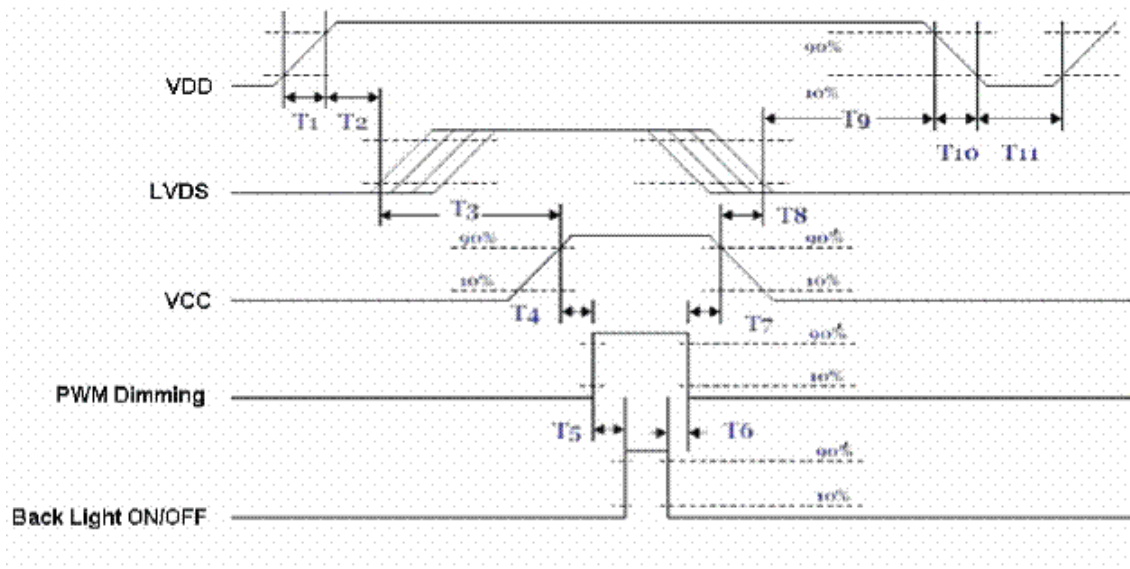 90%
VDD
10%
T1 T2
T9
T10 T11
LVDS
T3
T8
90%
90%
10%
10%
VCC
T4
T7
90%
10%
PWM Dimming
T5
T6
90%
10%
Back Light ON/OFF